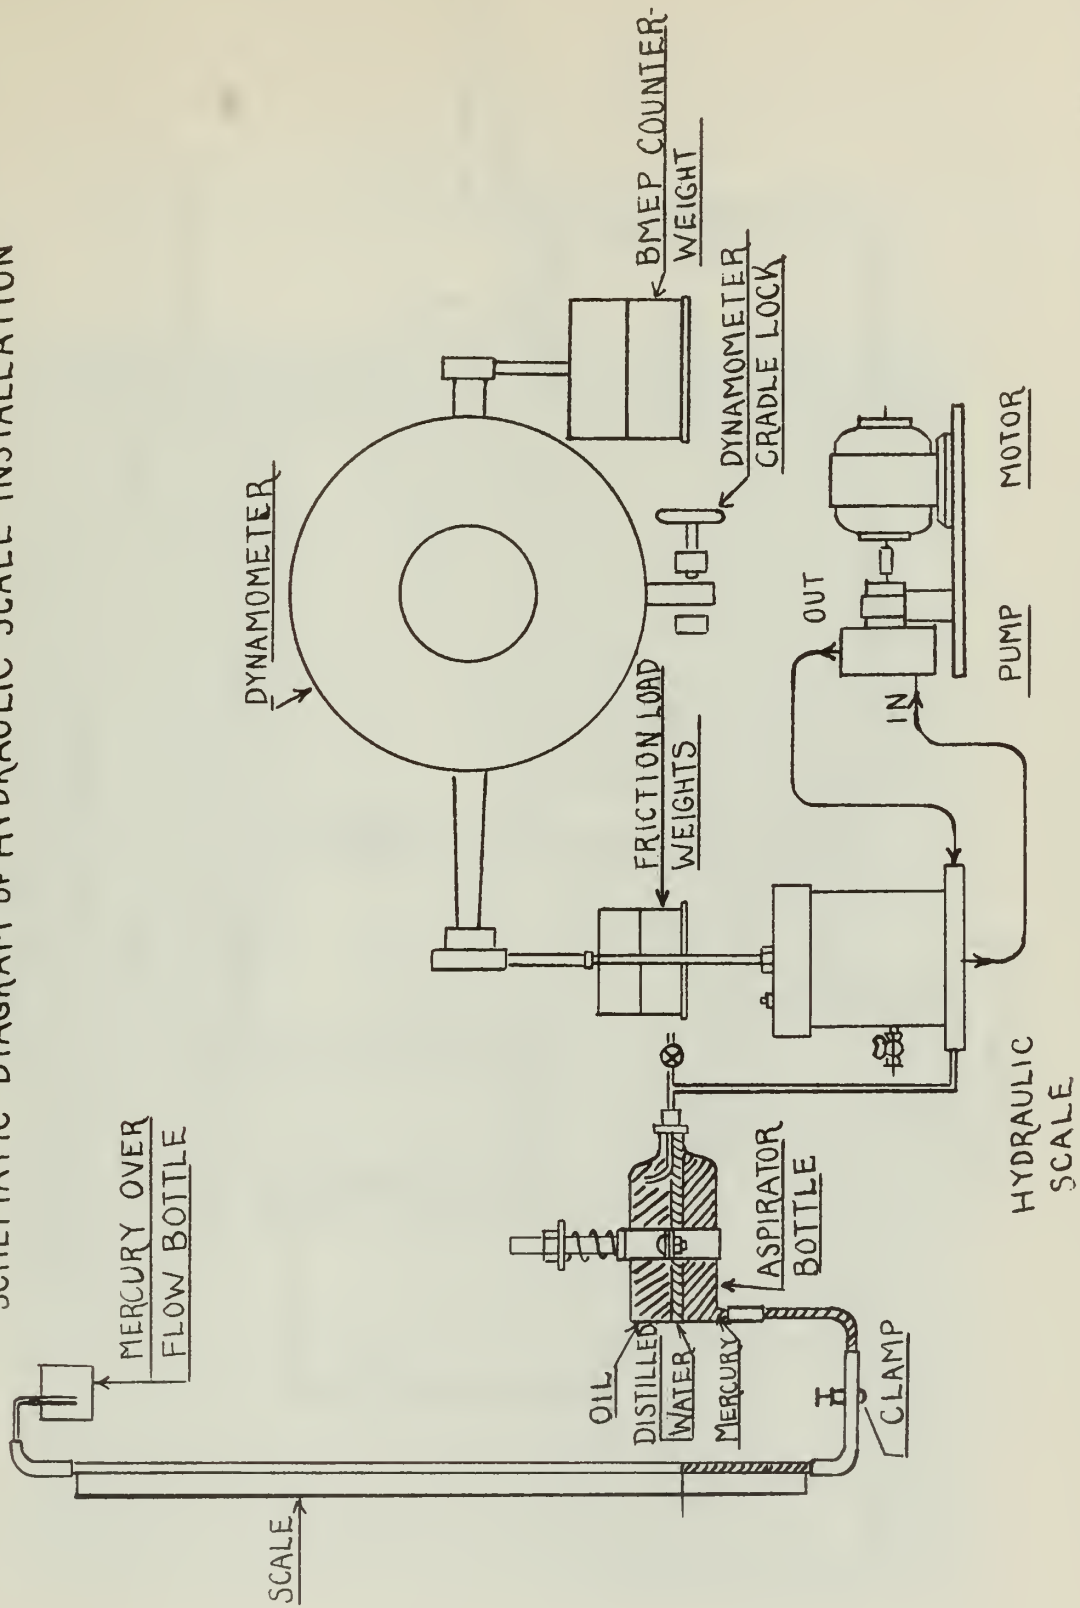 SCHEMATIC DIAGRAM OF HYDRAULIC SCALE INSTALLATION
MERCURY OVER
FLOW BOTTLE
SCALE
DYNAMOMETER
BMEP COUNTER-
WEIGHT
DYNAMOMETER
CRADLE LOCK
FRICTION LOAD
WEIGHTS
OIL
DISTILLED
WATER
MERCURY
ASPIRATOR
BOTTLE
CLAMP
OUT
IN
HYDRAULIC
SCALE
PUMP
MOTOR